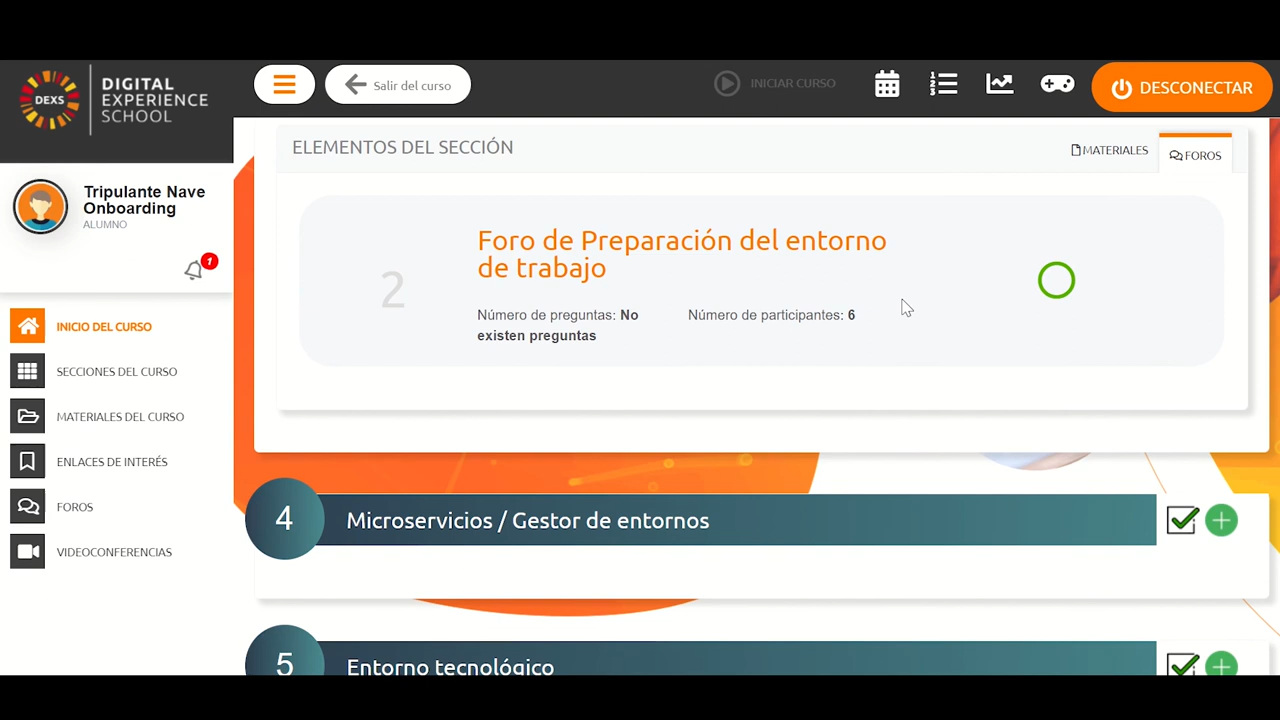 DEXS
DIGITAL
EXPERIENCE
SCHOOL
Salir del curso
INICIAR CURSO
DESCONECTAR
Tripulante Nave
Onboarding
ALUMNO
1
INICIO DEL CURSO
SECCIONES DEL CURSO
MATERIALES DEL CURSO
ENLACES DE INTERÉS
FOROS
VIDEOCONFERENCIAS
ELEMENTOS DEL SECCIÓN
MATERIALES
FOROS
2
Foro de Preparación del entorno
de trabajo
Número de preguntas: No
existen preguntas
Número de participantes: 6
4
Microservicios / Gestor de entornos
5
Entorno tecnológico